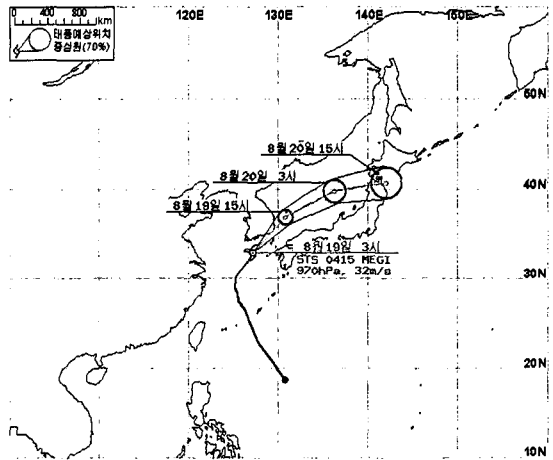 0 400 800
km
태풍예상위치
중심원(70%)
120E 130E 140E 150E
50N
8월20일 15시
8월20일 3시
40N
8월19일 15시
8월19일 3시
STS 0415 MEGI
970hPa, 32m/s
30N
20N
10N
120E 130E 140E